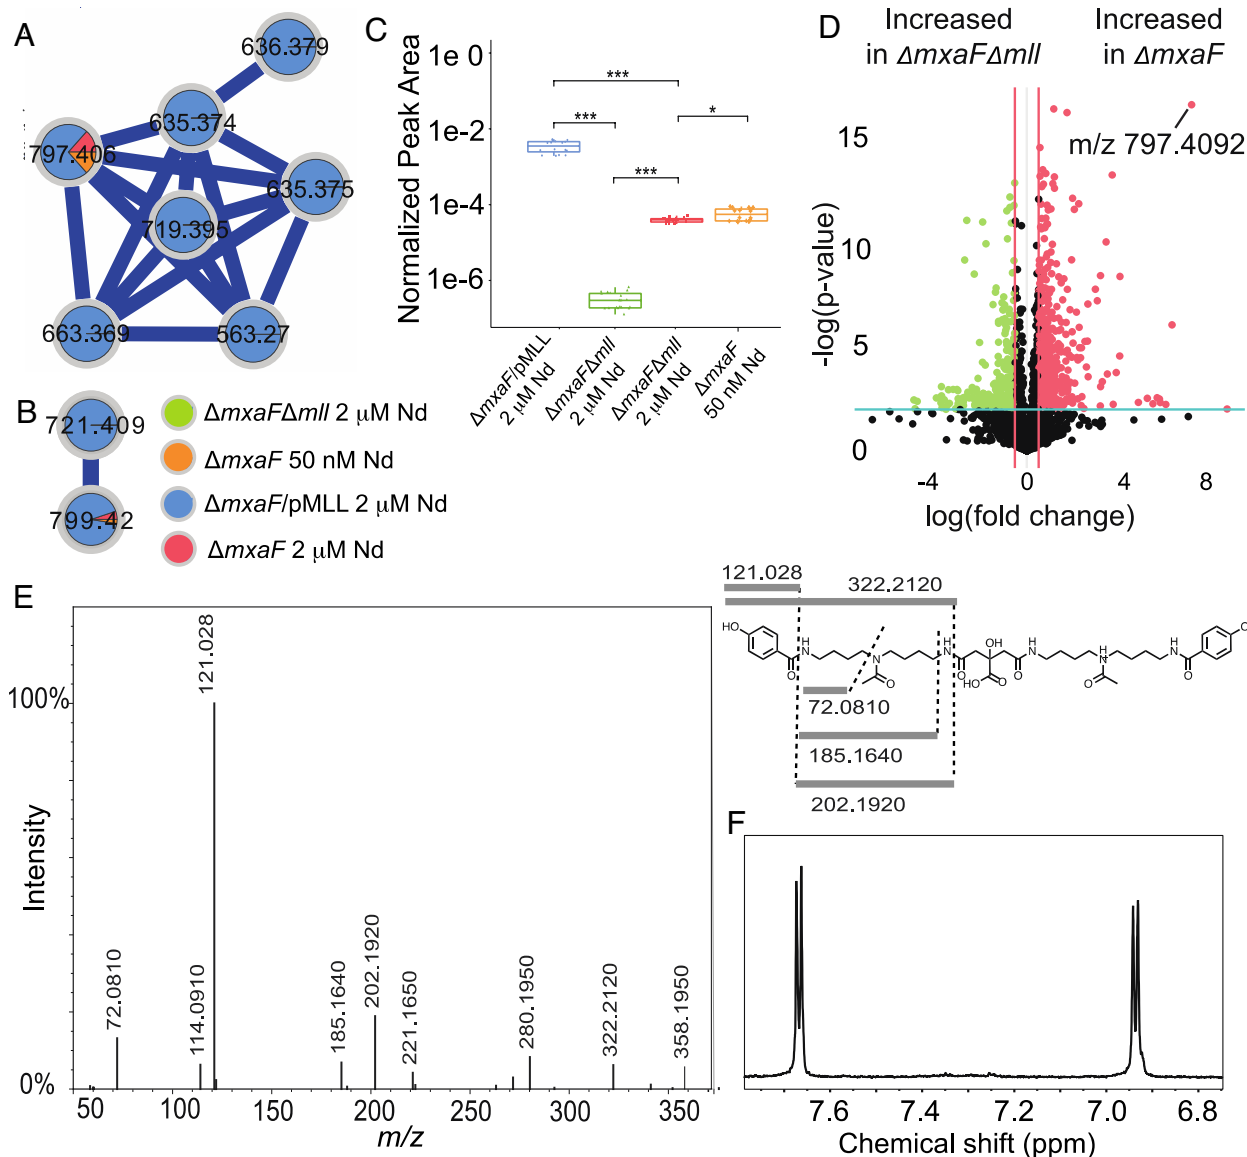 A
636.379
635.374
797.406
635.375
719.395
663.369
563.27
B
721.409
799.42
ΔmxaFΔmll 2 μM Nd
ΔmxaF 50 nM Nd
ΔmxaF/pMLL 2 μM Nd
ΔmxaF 2 μM Nd
C
Normalized Peak Area
1e 0
1e-2
1e-4
1e-6
***
***
*
***
ΔmxaF/pMLL
2 μM Nd
ΔmxaFΔmll
2 μM Nd
ΔmxaFΔmll
2 μM Nd
ΔmxaF
50 nM Nd
D
Increased
in ΔmxaFΔmll
Increased
in ΔmxaF
m/z 797.4092
-log(p-value)
15
10
5
0
-4
0
4
8
log(fold change)
E
Intensity
100%
0%
72.0810
114.0910
121.028
185.1640
202.1920
221.1650
280.1950
322.2120
358.1950
50
100
150
200
250
300
350
m/z
121.028
322.2120
HO
O
H
N
N
O
H
N
O
OH
HO
O
O
H
N
N
O
H
N
O
72.0810
185.1640
202.1920
F
7.6
7.4
7.2
7.0
6.8
Chemical shift (ppm)